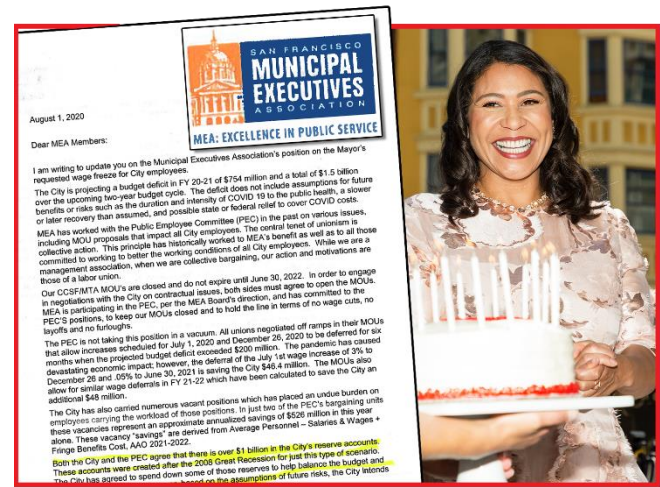 SAN FRANCISCO
MUNICIPAL
EXECUTIVES
ASSOCIATION
MEA: EXCELLENCE IN PUBLIC SERVICE
August 1, 2020
Dear MEA Members:
I am writing to update you on the Municipal Executives Association's position on the Mayor's
requested wage freeze for City employees.
The City is projecting a budget deficit in FY 20-21 of $754 million and a total of $1.5 billion
over the upcoming two-year budget cycle. The deficit does not include assumptions for future
benefits or risks such as the duration and intensity of COVID 19 to the public health, a slower
or later recovery than assumed, and possible state or federal relief to cover COVID costs.
MEA has worked with the Public Employee Committee (PEC) in the past on various issues,
including MOU proposals that impact all City employees. The central tenet of unionism is
collective action. This principle has historically worked to MEA's benefit as well as to all those
committed to working to better the working conditions of all City employees. While we are a
management association, when we are collective bargaining, our action and motivations are
those of a labor union.
Our CCSF/MTA MOU's are closed and do not expire until June 30, 2022. In order to engage
in negotiations with the City on contractual issues, both sides must agree to open the MOUs.
MEA is participating in the PEC, per the MEA Board's direction, and has committed to the
PEC'S positions, to keep our MOUs closed and to hold the line in terms of no wage cuts, no
layoffs and no furloughs.
The PEC is not taking this position in a vacuum. All unions negotiated off ramps in their MOUs
that allow increases scheduled for July 1, 2020 and December 26, 2020 to be deferred for six
months when the projected budget deficit exceeded $200 million. The pandemic has caused
devastating economic impact; however, the deferral of the July 1st wage increase of 3% to
December 26 and .05% to June 30, 2021 is saving the City $46.4 million. The MOUs also
allow for similar wage deferrals in FY 21-22 which have been calculated to save the City an
additional $48 million.
The City has also carried numerous vacant positions which has placed an undue burden on
employees carrying the workload of those positions. In just two of the PEC's bargaining units
those vacancies represent an approximate annualized savings of $526 million in this year
alone. These vacancy "savings" are derived from Average Personnel – Salaries & Wages +
Fringe Benefits Cost, AAO 2021-2022.
Both the City and the PEC agree that there is over $1 billion in the City's reserve accounts.
These accounts were created after the 2008 Great Recession for just this type of scenario.
The City has agreed to spend down some of those reserves to help balance the budget and
based on the assumptions of future risks, the City intends